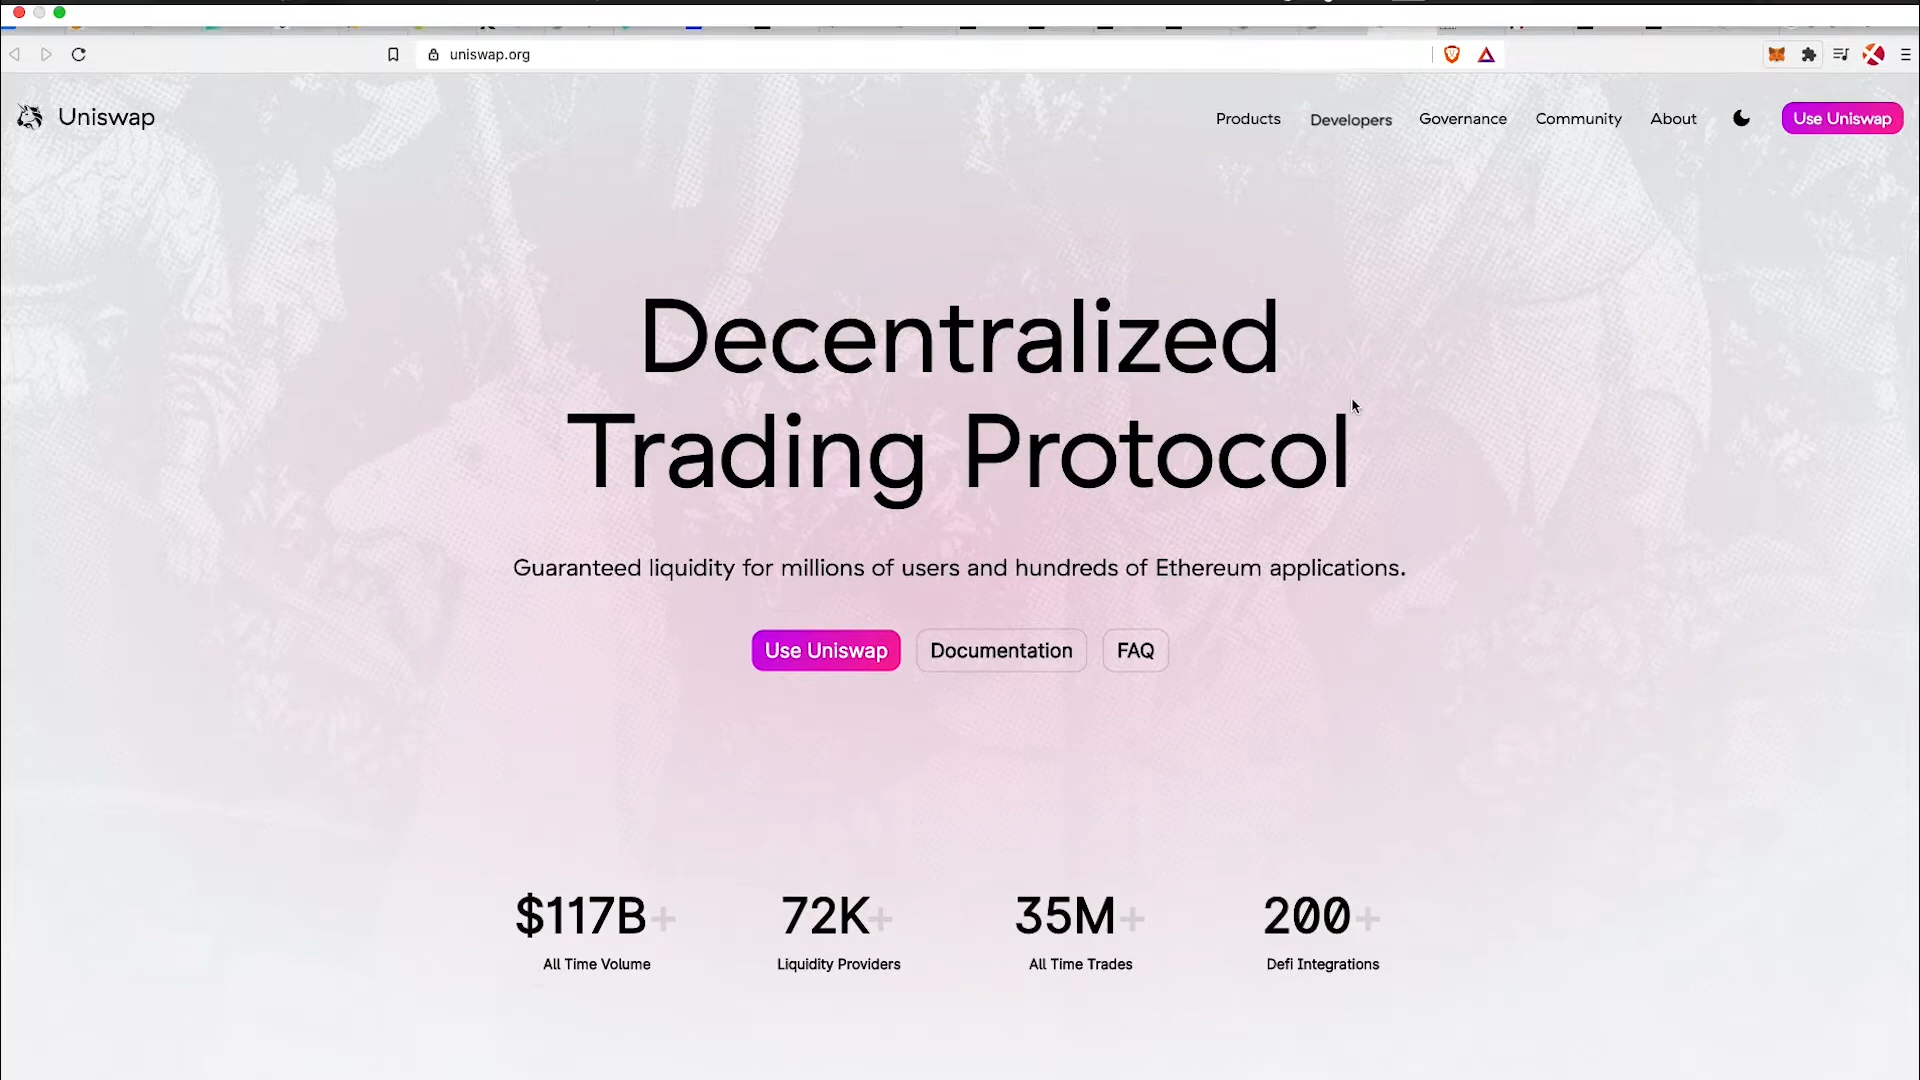 uniswap.org
Uniswap
Products Developers Governance Community About Use Uniswap
Decentralized
Trading Protocol
Guaranteed liquidity for millions of users and hundreds of Ethereum applications.
Use Uniswap Documentation FAQ
$117B+ 72K+ 35M+ 200+
All Time Volume Liquidity Providers All Time Trades Defi Integrations